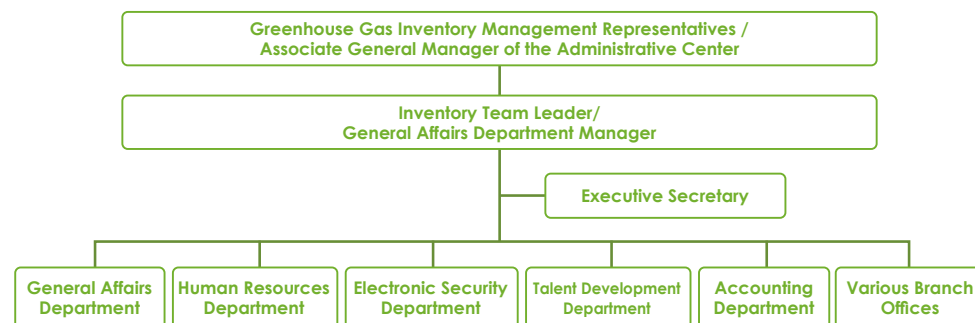 Greenhouse Gas Inventory Management Representatives /
Associate General Manager of the Administrative Center
Inventory Team Leader/
General Affairs Department Manager
Executive Secretary
General Affairs
Department
Human Resources
Department
Electronic Security
Department
Talent Development
Department
Accounting
Department
Various Branch
Offices